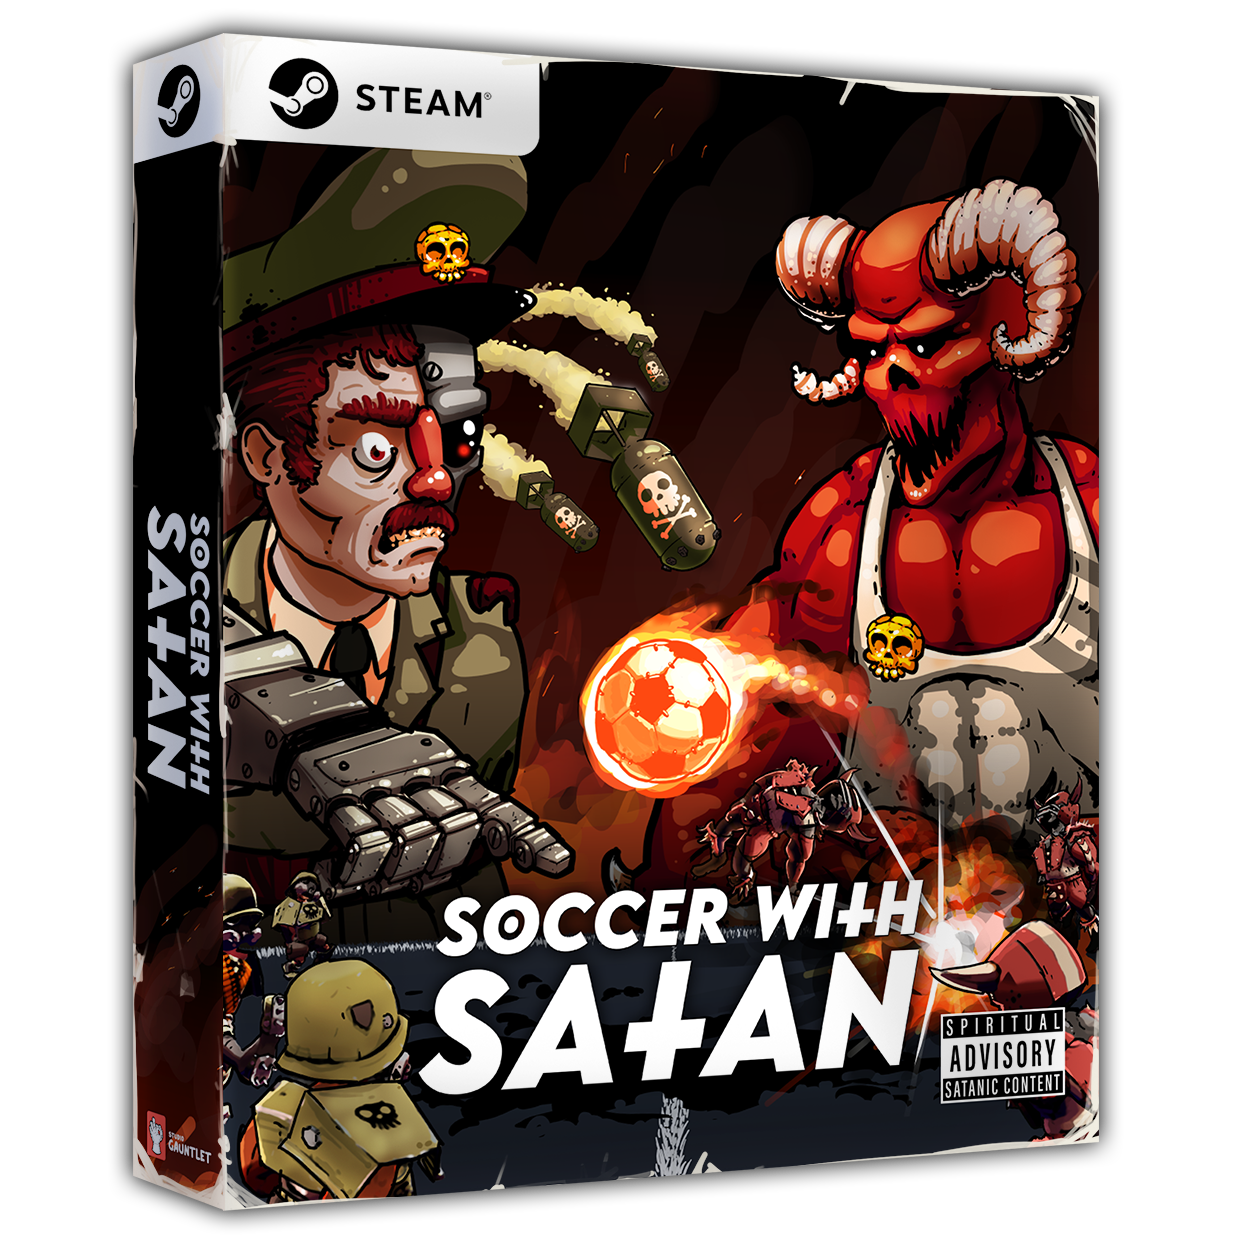 STEAM®
SOCCER WITH
SATAN
STUDIO
GAUNTLET
SOCCER WITH
SATAN
SPIRITUAL
ADVISORY
SATANIC CONTENT